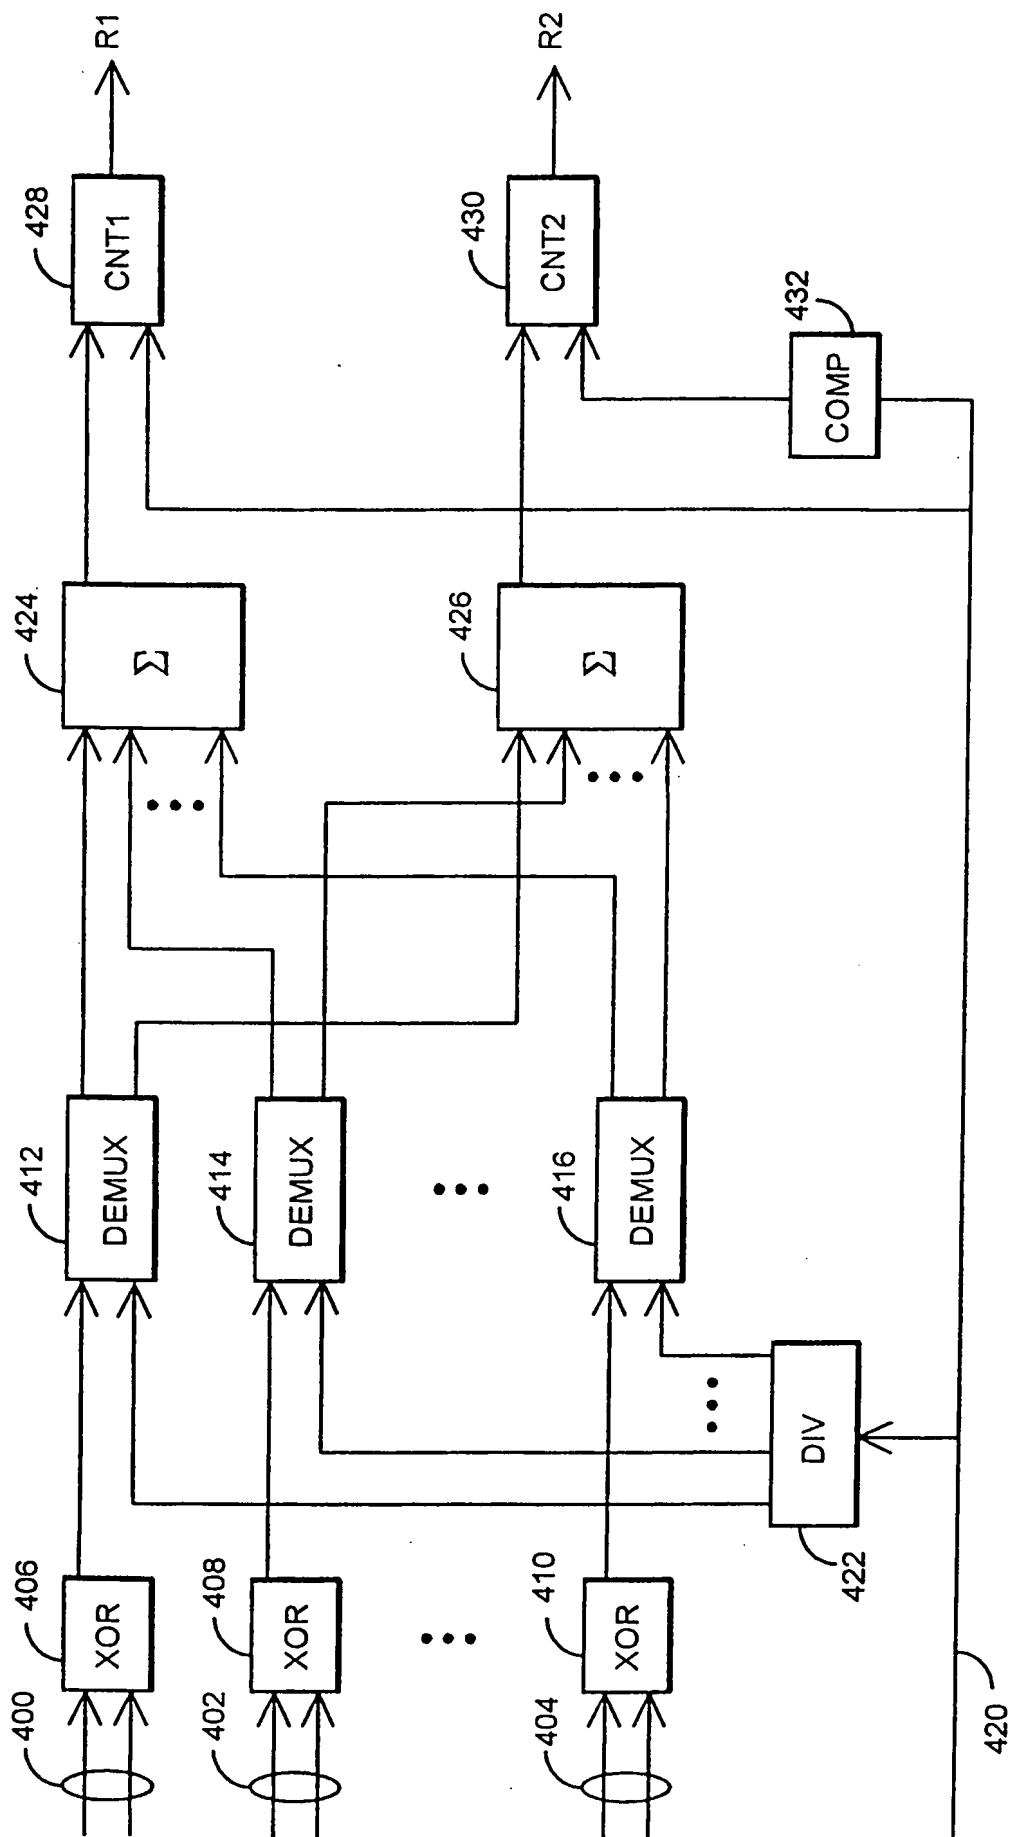 400
XOR
406
DEMUX
412
Σ
424
CNT1
428
R1
402
XOR
408
DEMUX
414
404
XOR
410
DEMUX
416
Σ
426
CNT2
430
R2
DIV
422
COMP
432
420